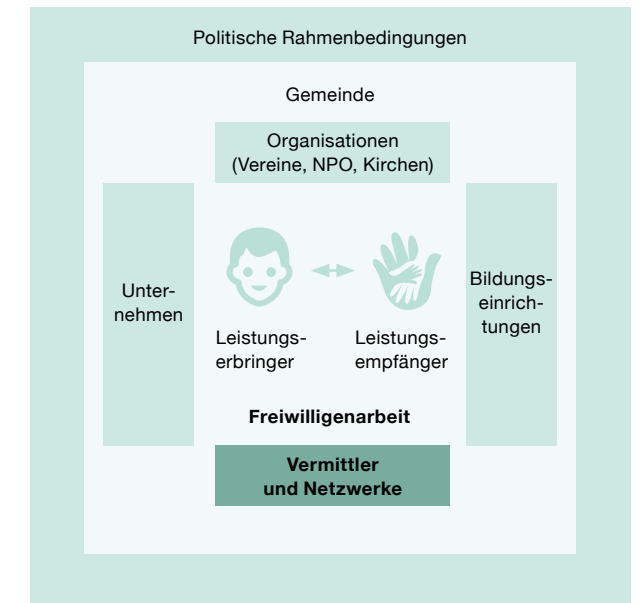 Politische Rahmenbedingungen
Gemeinde
Organisationen
(Vereine, NPO, Kirchen)
Unter-
nehmen
Leistungs-
erbringer
Leistungs-
empfänger
Bildungs-
einrich-
tungen
Freiwilligenarbeit
Vermittler
und Netzwerke